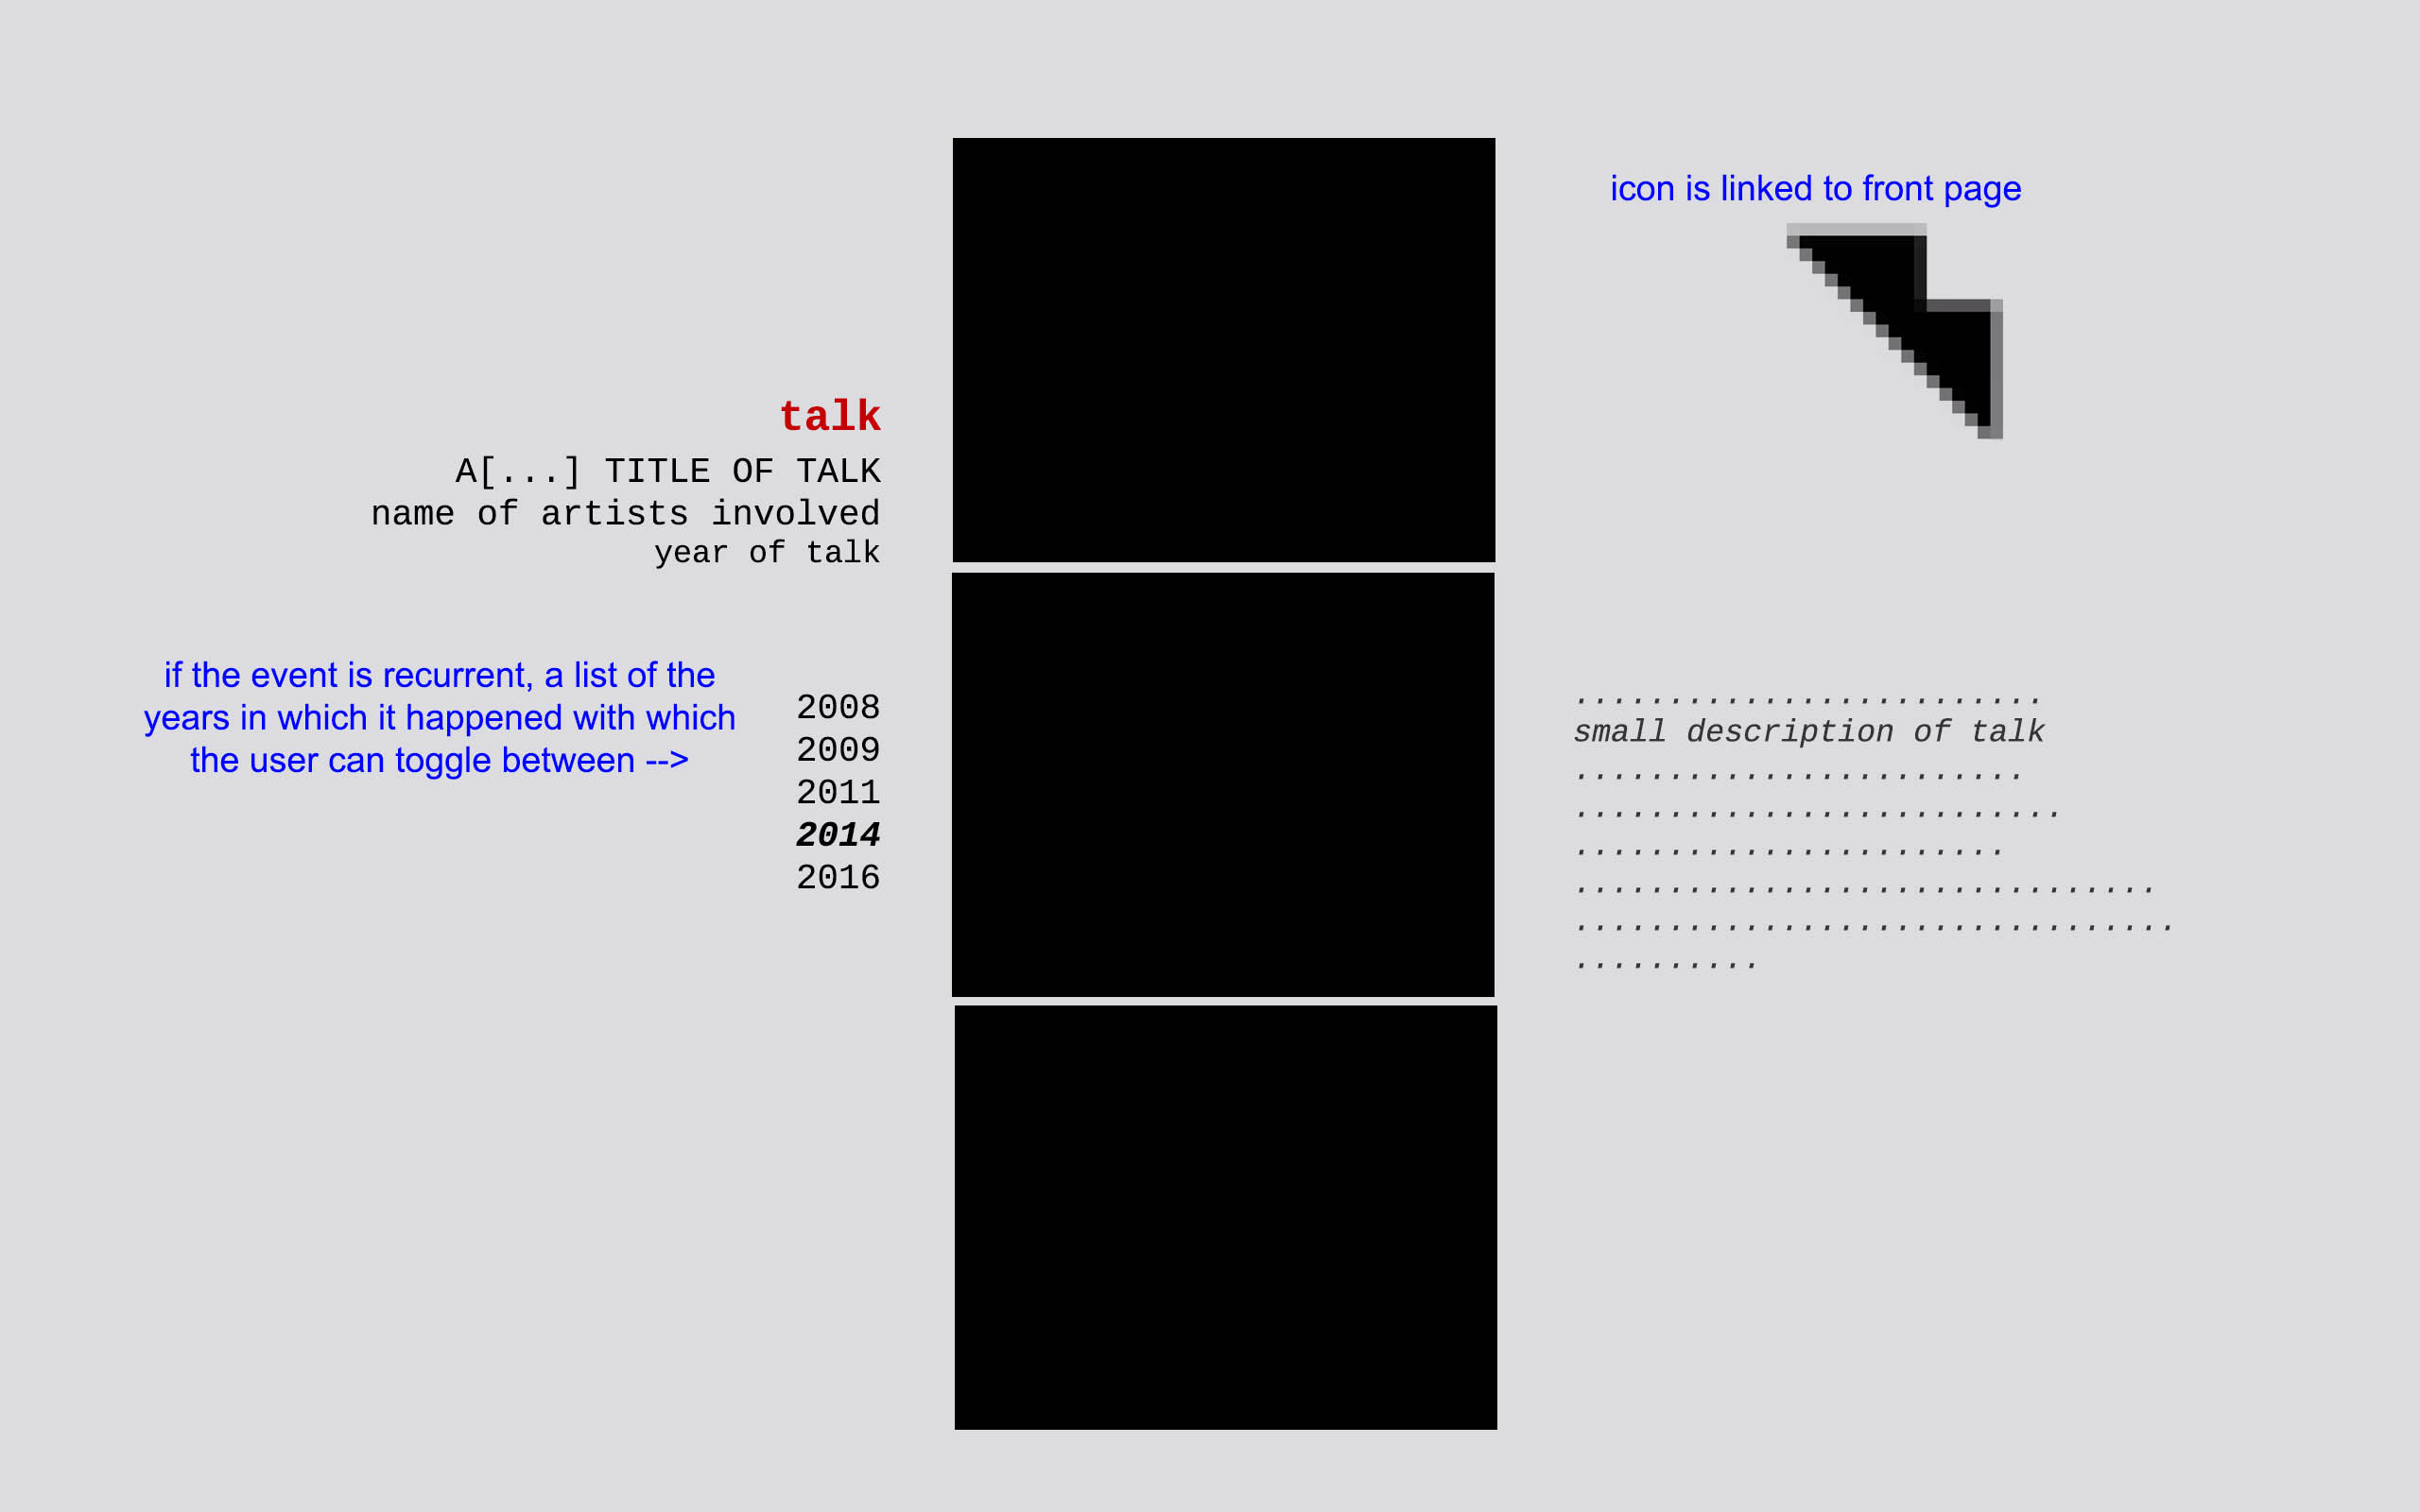 icon is linked to front page
talk
A[...] TITLE OF TALK
name of artists involved
year of talk
if the event is recurrent, a list of the
years in which it happened with which
the user can toggle between -->
2008
2009
2011
2014
2016
.........................
small description of talk
........................
..........................
.......................
...............................
................................
..........